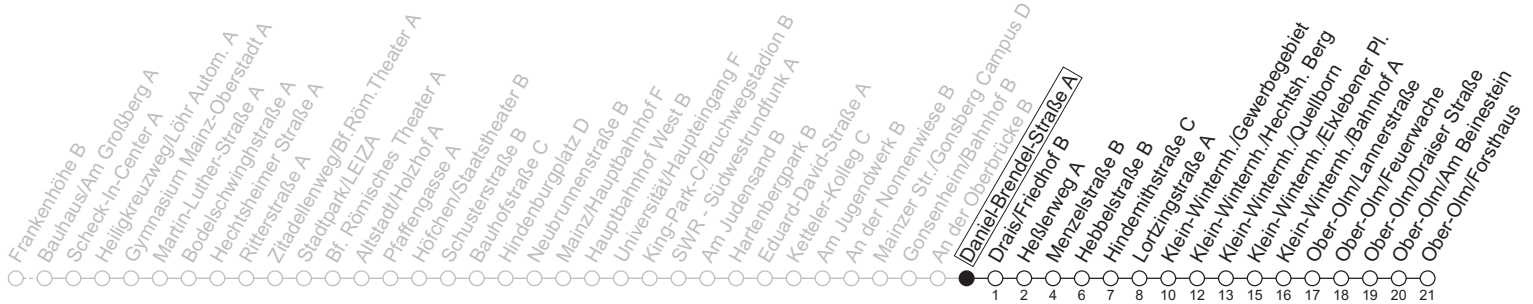 Frankenhöhe B
Bauhaus/Am Großberg A
Scheck-In-Center A
Heiligkreuzweg/Löhr Autom. A
Gymnasium Mainz-Oberstadt A
Martin-Luther-Straße A
Bodelschwinghstraße A
Hechtsheimer Straße A
Ritterstraße A
Zitadellenweg/Bf.Röm.Theater A
Stadtpark/LEIZA
Bf. Römisches Theater A
Altstadt/Holzhof A
Pfaffengasse A
Höfchen/Staatstheater B
Schusterstraße B
Bauhofstraße C
Hindenburgplatz D
Neubrunnenstraße B
Mainz/Hauptbahnhof F
Hauptbahnhof West B
Universität/Haupteingang F
King-Park-C/Bruchwegstadion B
SWR - Südwestrundfunk A
Am Judensand B
Hartenbergpark B
Eduard-David-Straße A
Ketteler-Kolleg C
Am Jugendwerk B
An der Nonnenwiese B
Mainzer Str./Gonsberg Campus D
Gonsenheim/Bahnhof B
An der Oberbrücke B
Daniel-Brendel-Straße A
Drais/Friedhof B
Heßlenweg A
Menzelstraße B
Hebbelstraße B
Hindemithstraße C
Lortzingstraße A
Klein-Winternh./Gewerbegebiet
Klein-Winternh./Hechtsh. Berg
Klein-Winternh./Quellborn
Klein-Winternh./Exlebener Pl.
Klein-Winternh./Bahnhof A
Ober-Olm/Lannerstraße
Ober-Olm/Feuerwache
Ober-Olm/Draiser Straße
Ober-Olm/Am Beinestein
Ober-Olm/Forsthaus
1 2 4 6 7 8 10 12 13 15 16 17 18 19 20 21